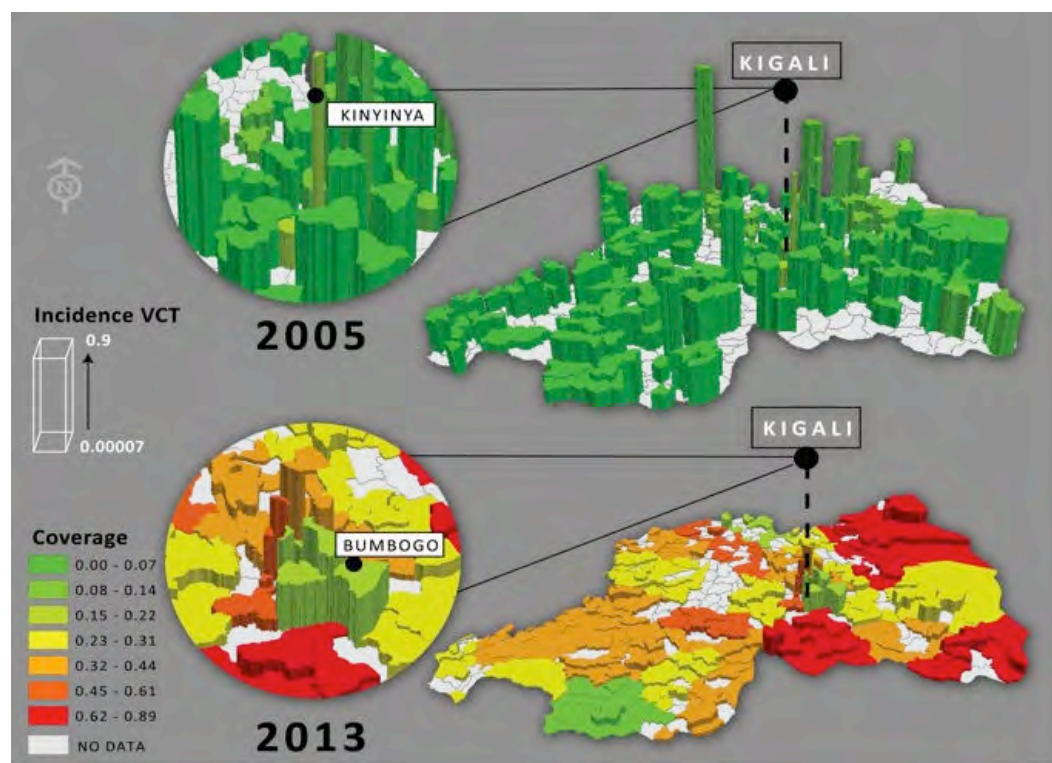 KIGALI
KINYINYA
N
Incidence VCT
0.9
0.00007
2005
KIGALI
BUMBOGO
Coverage
0.00 - 0.07
0.08 - 0.14
0.15 - 0.22
0.23 - 0.31
0.32 - 0.44
0.45 - 0.61
0.62 - 0.89
NO DATA
2013